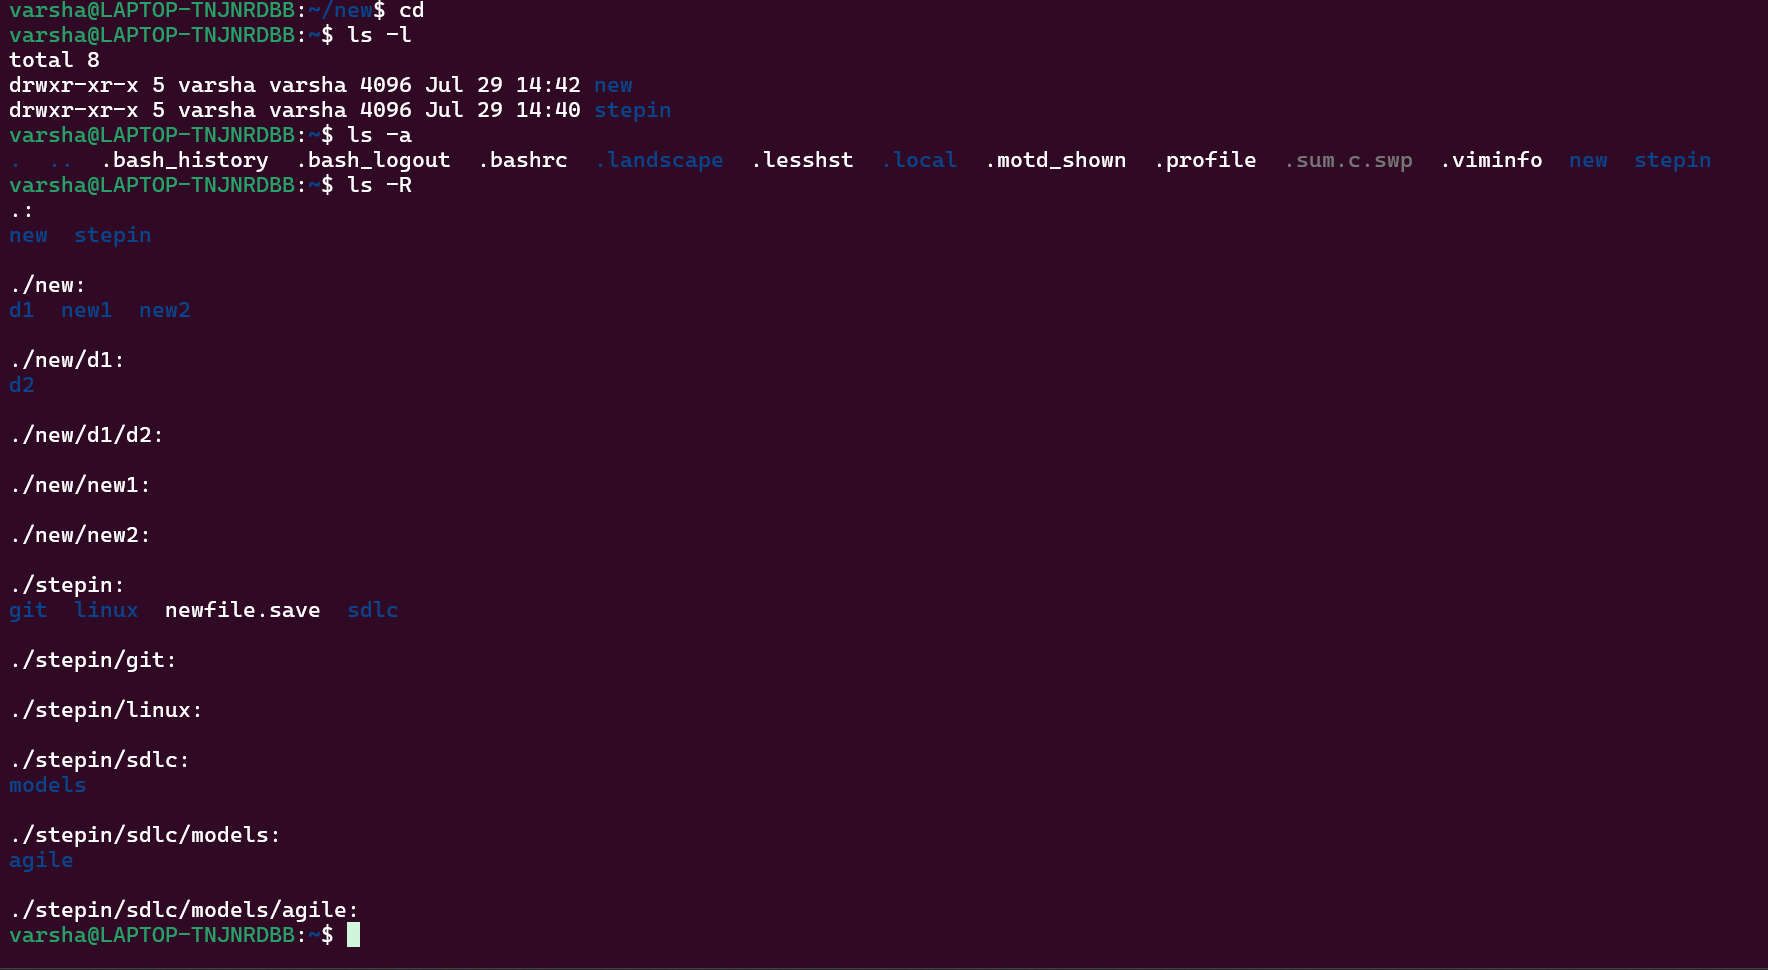 varsha@LAPTOP-TNJNRDBB:~/new$ cd
varsha@LAPTOP-TNJNRDBB:~$ ls -l
total 8
drwxr-xr-x 5 varsha varsha 4096 Jul 29 14:42 new
drwxr-xr-x 5 varsha varsha 4096 Jul 29 14:40 stepin
varsha@LAPTOP-TNJNRDBB:~$ ls -a
.  ..  .bash_history  .bash_logout  .bashrc  .landscape  .lesshst  .local  .motd_shown  .profile  .sum.c.swp  .viminfo  new  stepin
varsha@LAPTOP-TNJNRDBB:~$ ls -R
.:
new  stepin
./new:
d1  new1  new2
./new/d1:
d2
./new/d1/d2:
./new/new1:
./new/new2:
./stepin:
git  linux  newfile.save  sdlc
./stepin/git:
./stepin/linux:
./stepin/sdlc:
models
./stepin/sdlc/models:
agile
./stepin/sdlc/models/agile:
varsha@LAPTOP-TNJNRDBB:~$